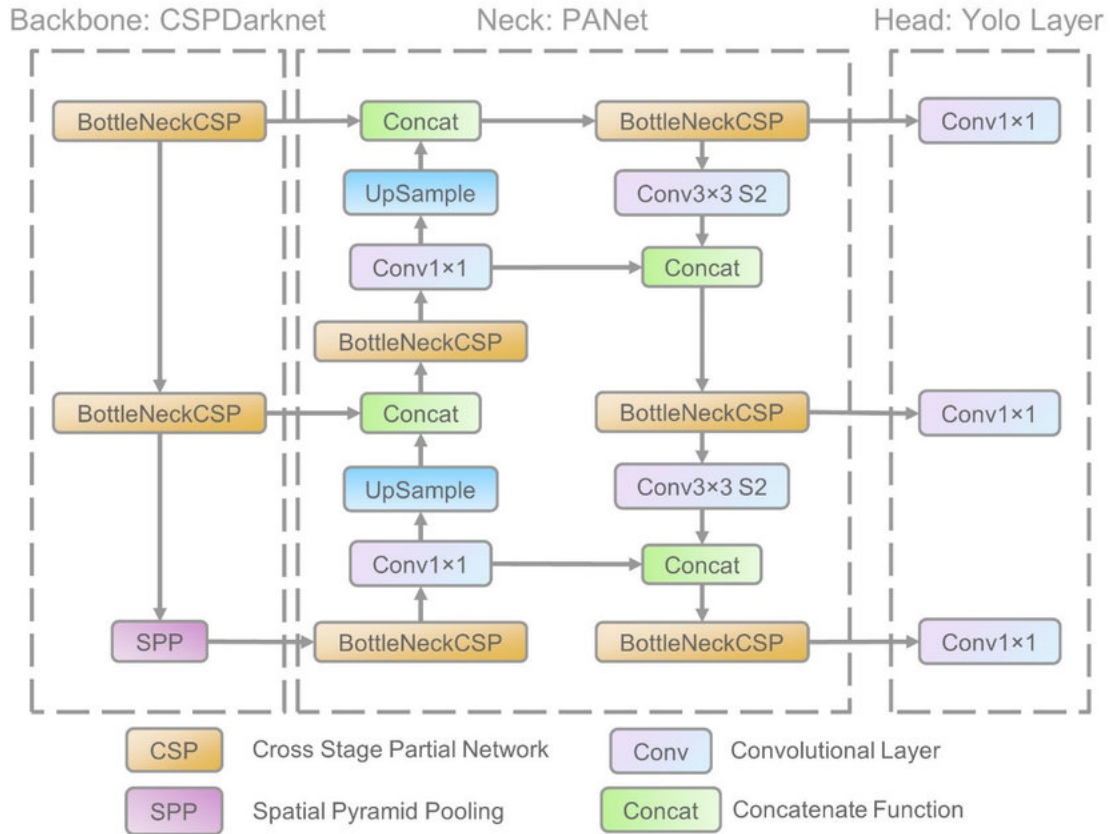 Backbone: CSPDarknet
Neck: PANet
Head: Yolo Layer
BottleNeckCSP
Concat
BottleNeckCSP
Conv1×1
UpSample
Conv3×3 S2
Conv1×1
Concat
BottleNeckCSP
BottleNeckCSP
Concat
BottleNeckCSP
Conv1×1
UpSample
Conv3×3 S2
Conv1×1
Concat
SPP
BottleNeckCSP
BottleNeckCSP
Conv1×1
CSP
Cross Stage Partial Network
Conv
Convolutional Layer
SPP
Spatial Pyramid Pooling
Concat
Concatenate Function